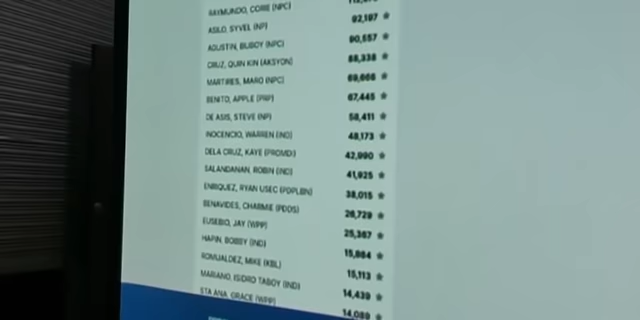 RAYMUNDO, CORIE (NPC)
ASILO, SYVEL (NP) 92,197 ★
AGUSTIN, BUBOY (NPC) 90,557 ★
CRUZ, QUIN KIN (AKSYON) 88,338 ★
MARTIRES, MARO (NPC) 69,666 ★
BENITO, APPLE (PRP) 67,445 ★
DE ASIS, STEVE (NP) 58,411 ★
INOCENCIO, WARREN (IND) 48,173 ★
DELA CRUZ, KAYE (PROMDI) 42,990 ★
SALANDANAN, ROBIN (IND) 41,925 ★
ENRIQUEZ, RYAN USEC (PDPLBN) 38,015 ★
BENAVIDES, CHARMIE (PDDS) 26,729 ★
EUSEBIO, JAY (WPP) 25,367 ★
HAPIN, BOBBY (IND) 15,884 ★
ROMUALDEZ, MIKE (KBL) 15,113 ★
MARIANO, ISIDRO TABOY (IND) 14,439 ★
STA ANA, GRACE (WPP) 14,089 ★